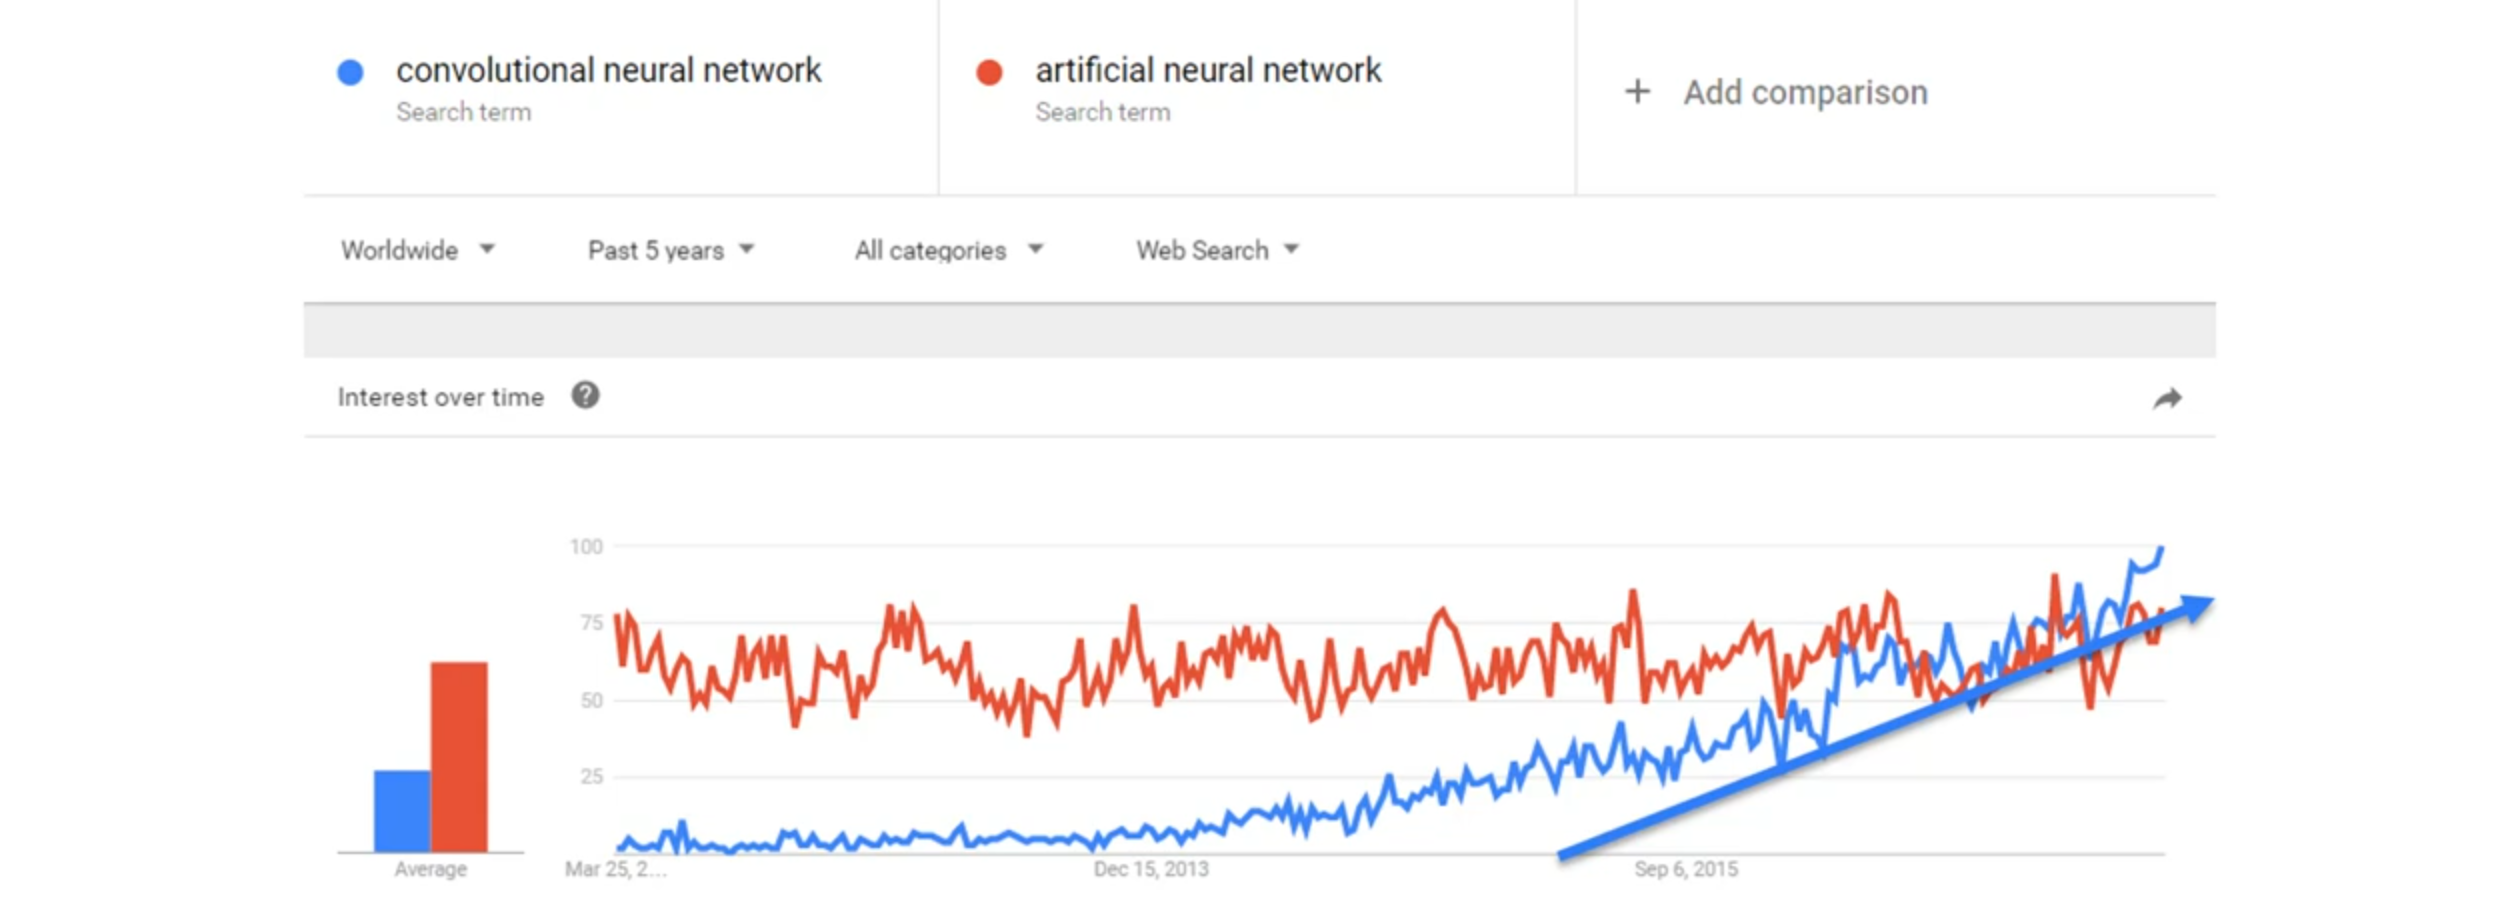 convolutional neural network
Search term
artificial neural network
Search term
+ Add comparison
Worldwide
Past 5 years
All categories
Web Search
Interest over time ?
100
75
50
25
Average
Mar 25, 2...
Dec 15, 2013
Sep 6, 2015